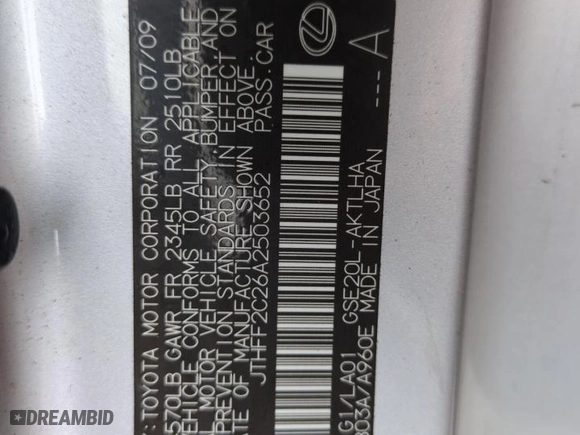 :TOYOTA MOTOR CORPORATION 07/09
570LB GAWR FR 2345LB RR 2510LB
VEHICLE CONFORMS TO ALL APPLICABLE
MOTOR VEHICLE SAFETY, BUMPER, AND
PREVENTION STANDARDS IN EFFECT ON
OF MANUFACTURE SHOWN ABOVE.
JTHFF2C26A2503652 PASS.CAR
G1/LA01 GSE20L-AKTLHA
B03A/A960E MADE IN JAPAN
--- A
DREAMBID